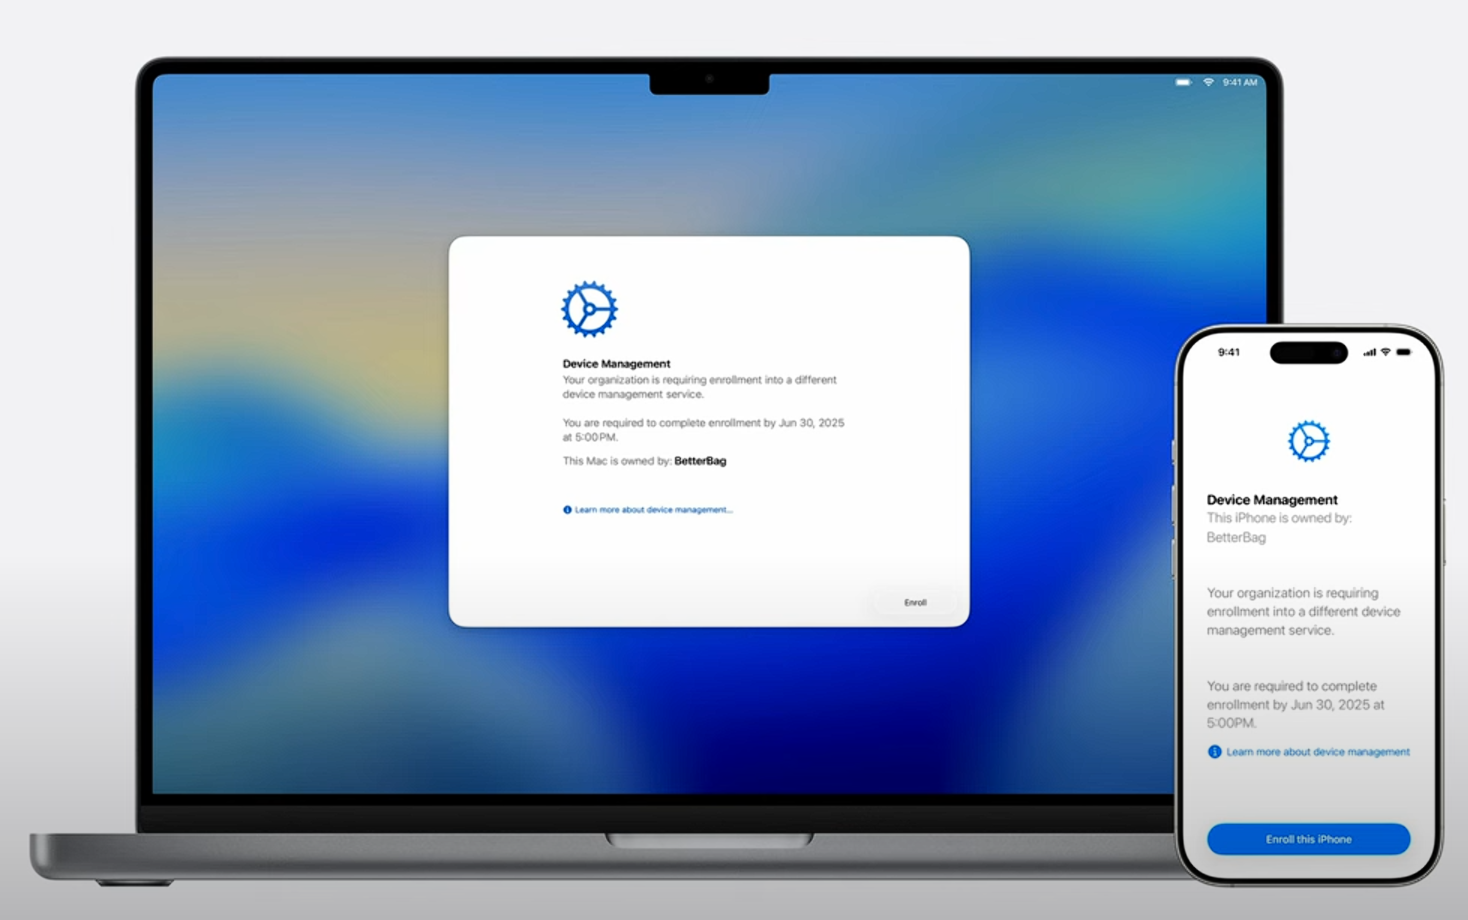 9:41 AM
Device Management
Your organization is requiring enrollment into a different
device management service.
You are required to complete enrollment by Jun 30, 2025
at 5:00 PM.
This Mac is owned by: BetterBag
Learn more about device management...
Enroll
9:41
Device Management
This iPhone is owned by:
BetterBag
Your organization is requiring
enrollment into a different device
management service.
You are required to complete
enrollment by Jun 30, 2025 at
5:00PM.
Learn more about device management
Enroll this iPhone